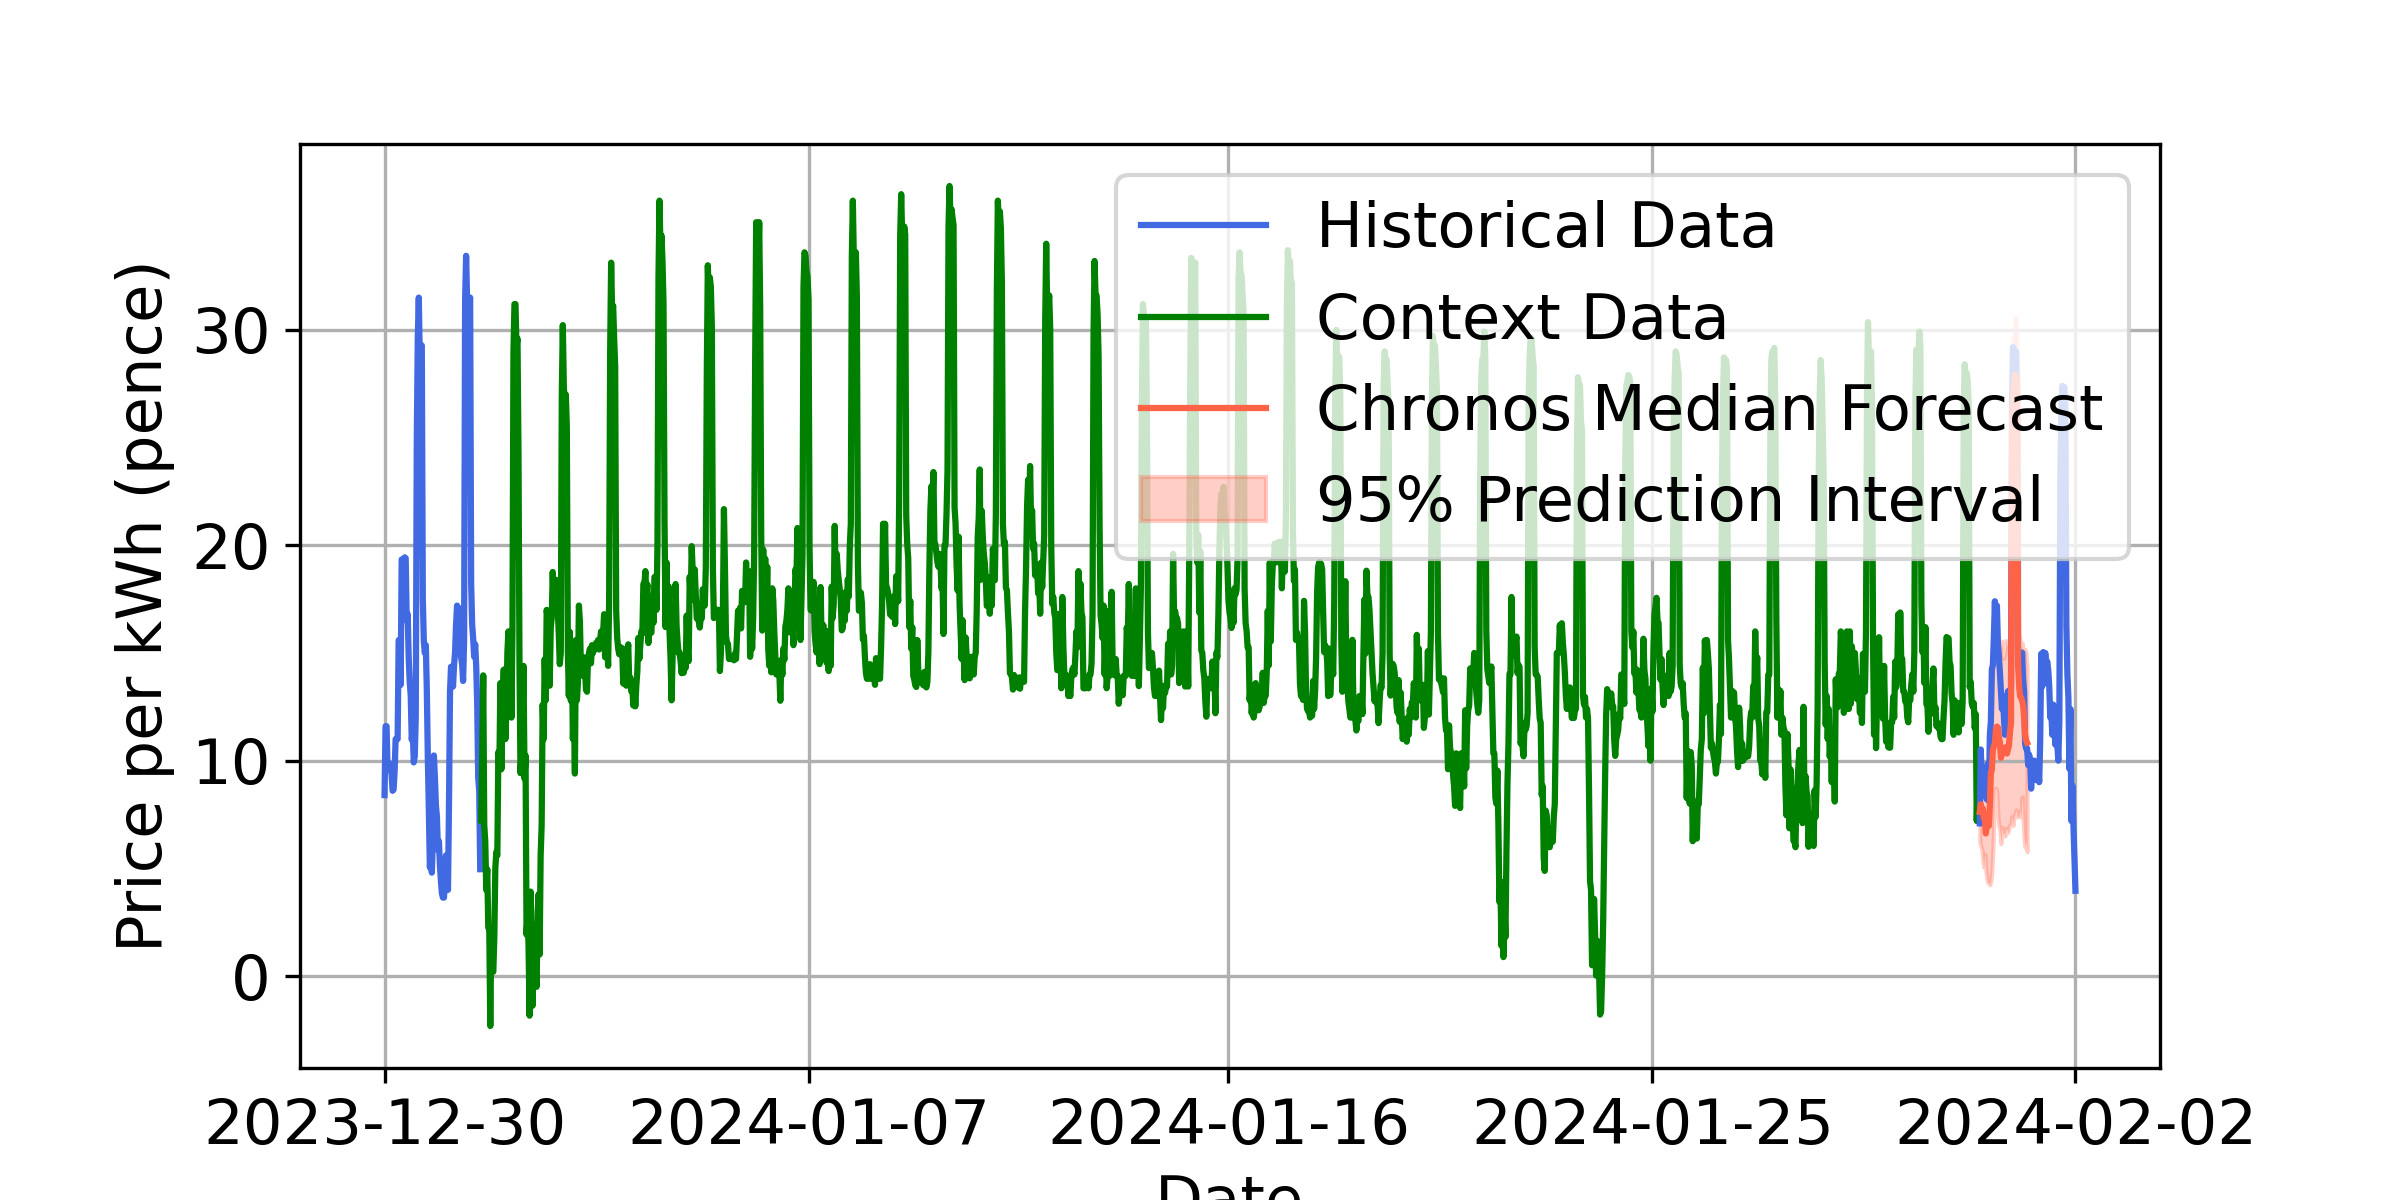 Historical Data
Context Data
Chronos Median Forecast
95% Prediction Interval
Price per kWh (pence)
30
20
10
0
2023-12-30
2024-01-07
2024-01-16
2024-01-25
2024-02-02
Date